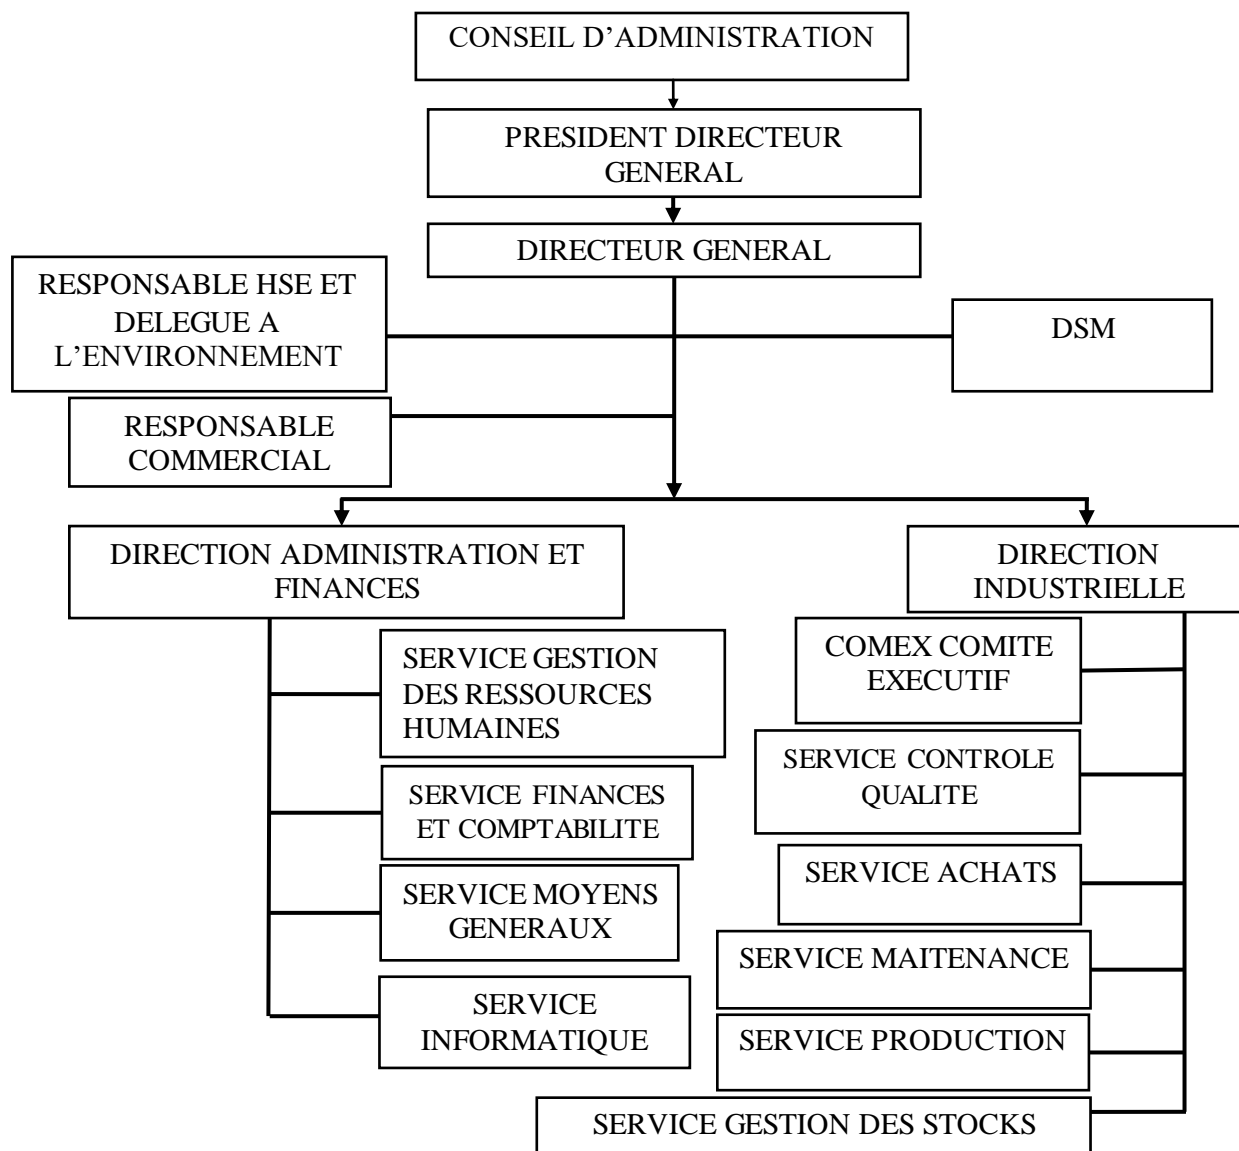 CONSEIL D’ADMINISTRATION
PRESIDENT DIRECTEUR
GENERAL
DIRECTEUR GENERAL
RESPONSABLE HSE ET
DELEGUE A
L’ENVIRONNEMENT
DSM
RESPONSABLE
COMMERCIAL
DIRECTION ADMINISTRATION ET
FINANCES
DIRECTION
INDUSTRIELLE
SERVICE GESTION
DES RESSOURCES
HUMAINES
SERVICE FINANCES
ET COMPTABILITE
SERVICE MOYENS
GENERAUX
SERVICE
INFORMATIQUE
COMEX COMITE
EXECUTIF
SERVICE CONTROLE
QUALITE
SERVICE ACHATS
SERVICE MAITENANCE
SERVICE PRODUCTION
SERVICE GESTION DES STOCKS